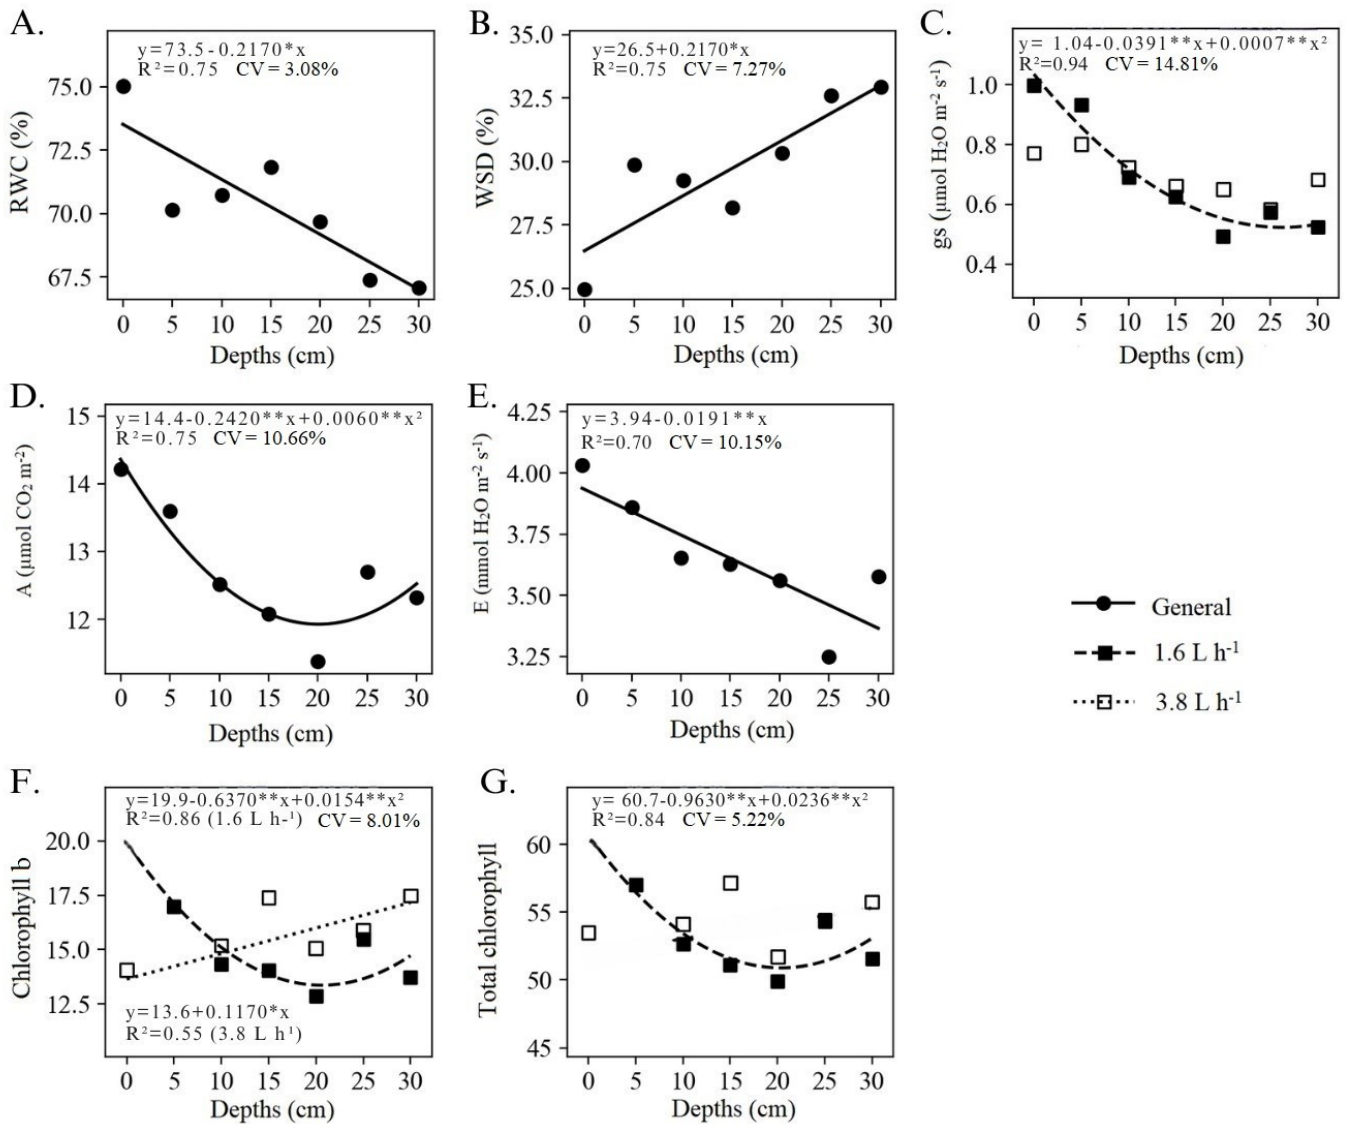 A.
y=73.5-0.2170*x
R²=0.75 CV = 3.08%
RWC (%)
75.0
72.5
70.0
67.5
0 5 10 15 20 25 30
Depths (cm)
B.
y=26.5+0.2170*x
R²=0.75 CV = 7.27%
WSD (%)
35.0
32.5
30.0
27.5
25.0
0 5 10 15 20 25 30
Depths (cm)
C.
y= 1.04-0.0391**x+0.0007**x²
R²=0.94 CV = 14.81%
gs (µmol H₂O m⁻² s⁻¹)
1.0
0.8
0.6
0.4
0 5 10 15 20 25 30
Depths (cm)
D.
y=14.4-0.2420**x+0.0060**x²
R²=0.75 CV = 10.66%
A (µmol CO₂ m⁻²)
15
14
13
12
0 5 10 15 20 25 30
Depths (cm)
E.
y=3.94-0.0191**x
R²=0.70 CV = 10.15%
E (mmol H₂O m⁻² s⁻¹)
4.25
4.00
3.75
3.50
3.25
0 5 10 15 20 25 30
Depths (cm)
General
1.6 L h⁻¹
3.8 L h⁻¹
F.
y=19.9-0.6370**x+0.0154**x²
R²=0.86 (1.6 L h-¹) CV = 8.01%
Chlorophyll b
20.0
17.5
15.0
12.5
y=13.6+0.1170*x
R²=0.55 (3.8 L h¹)
0 5 10 15 20 25 30
Depths (cm)
G.
y= 60.7-0.9630**x+0.0236**x²
R²=0.84 CV = 5.22%
Total chlorophyll
60
55
50
45
0 5 10 15 20 25 30
Depths (cm)